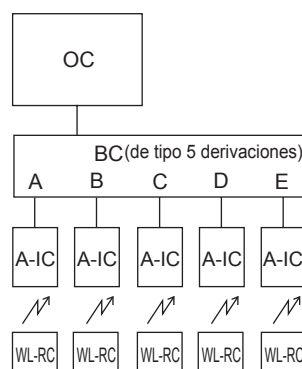 OC
BC (de tipo 5 derivaciones)
A B C D E
A-IC A-IC A-IC A-IC A-IC
WL-RC WL-RC WL-RC WL-RC WL-RC